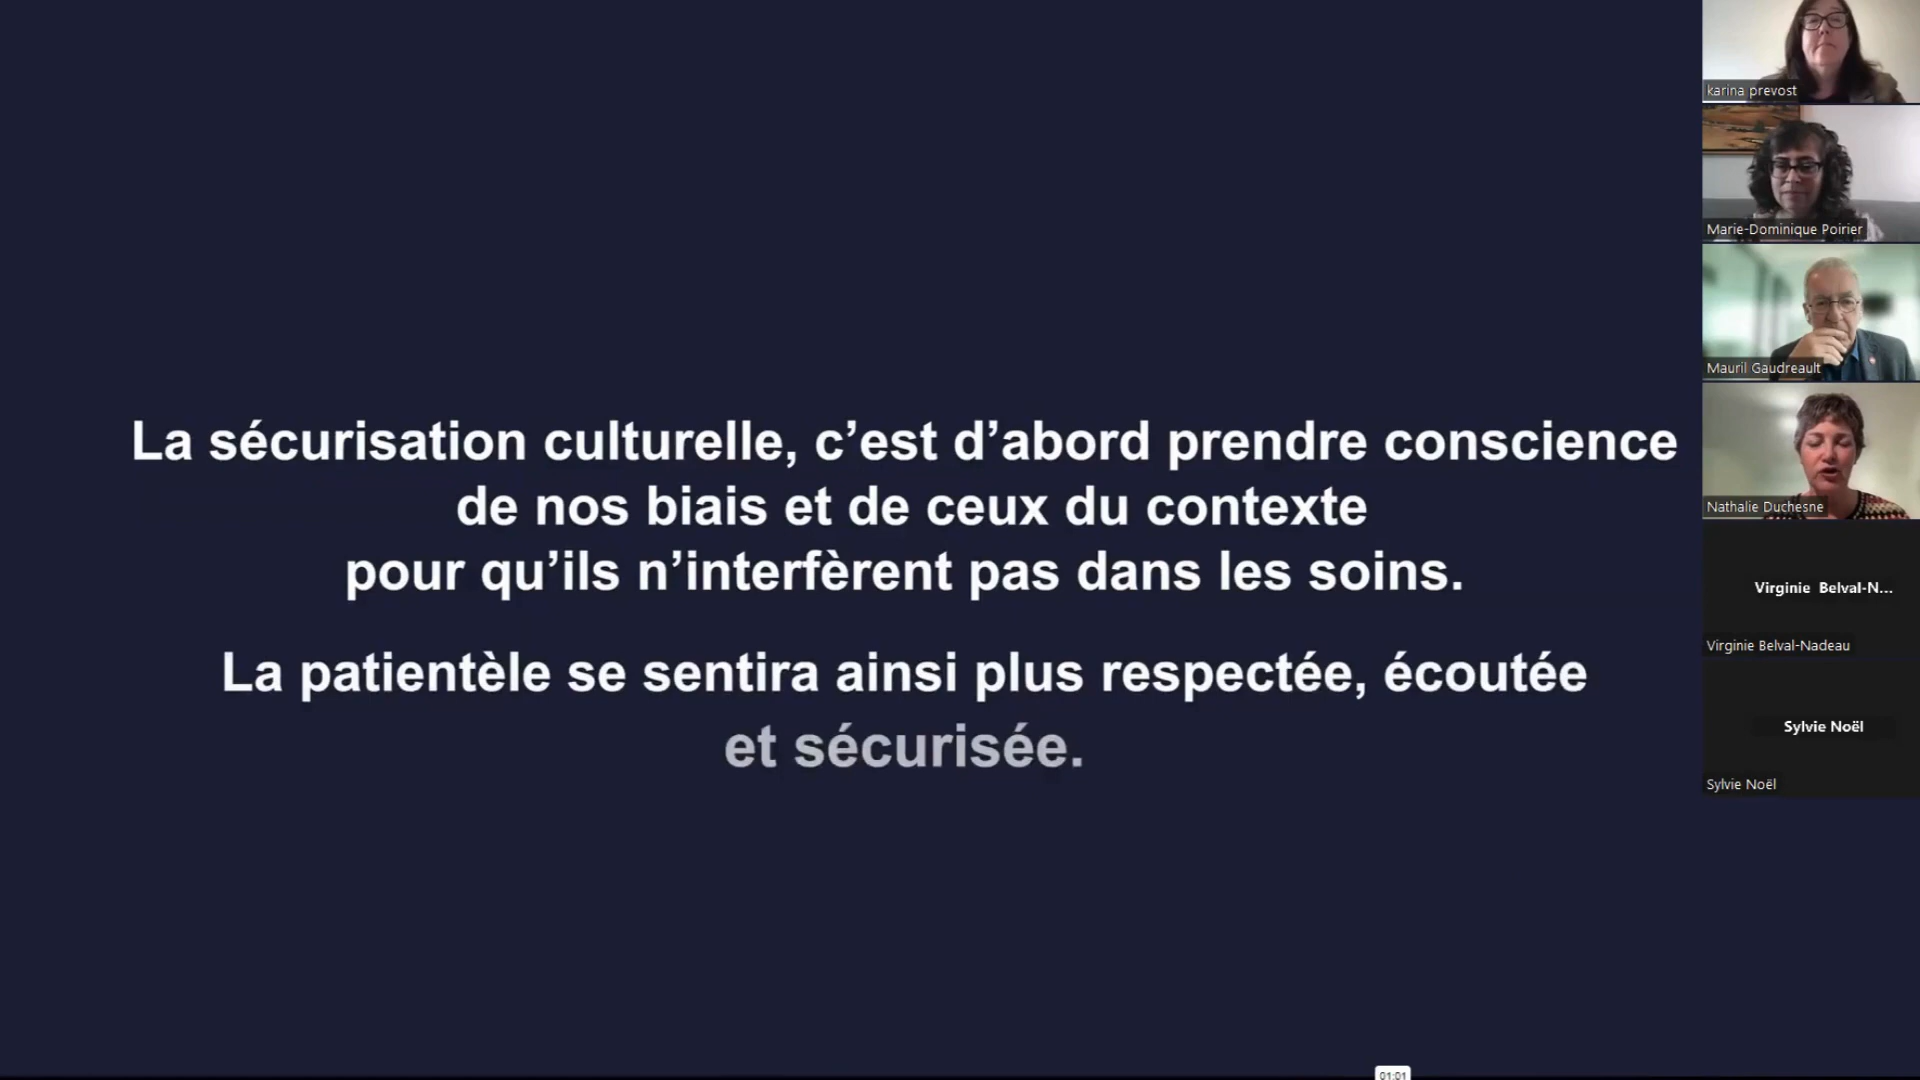 La sécurisation culturelle, c’est d’abord prendre conscience
de nos biais et de ceux du contexte
pour qu’ils n’interfèrent pas dans les soins.
La patientèle se sentira ainsi plus respectée, écoutée
et sécurisée.
karina prevost
Marie-Dominique Poirier
Mauril Gaudreault
Nathalie Duchesne
Virginie Belval-N...
Virginie Belval-Nadeau
Sylvie Noël
Sylvie Noël
01:01